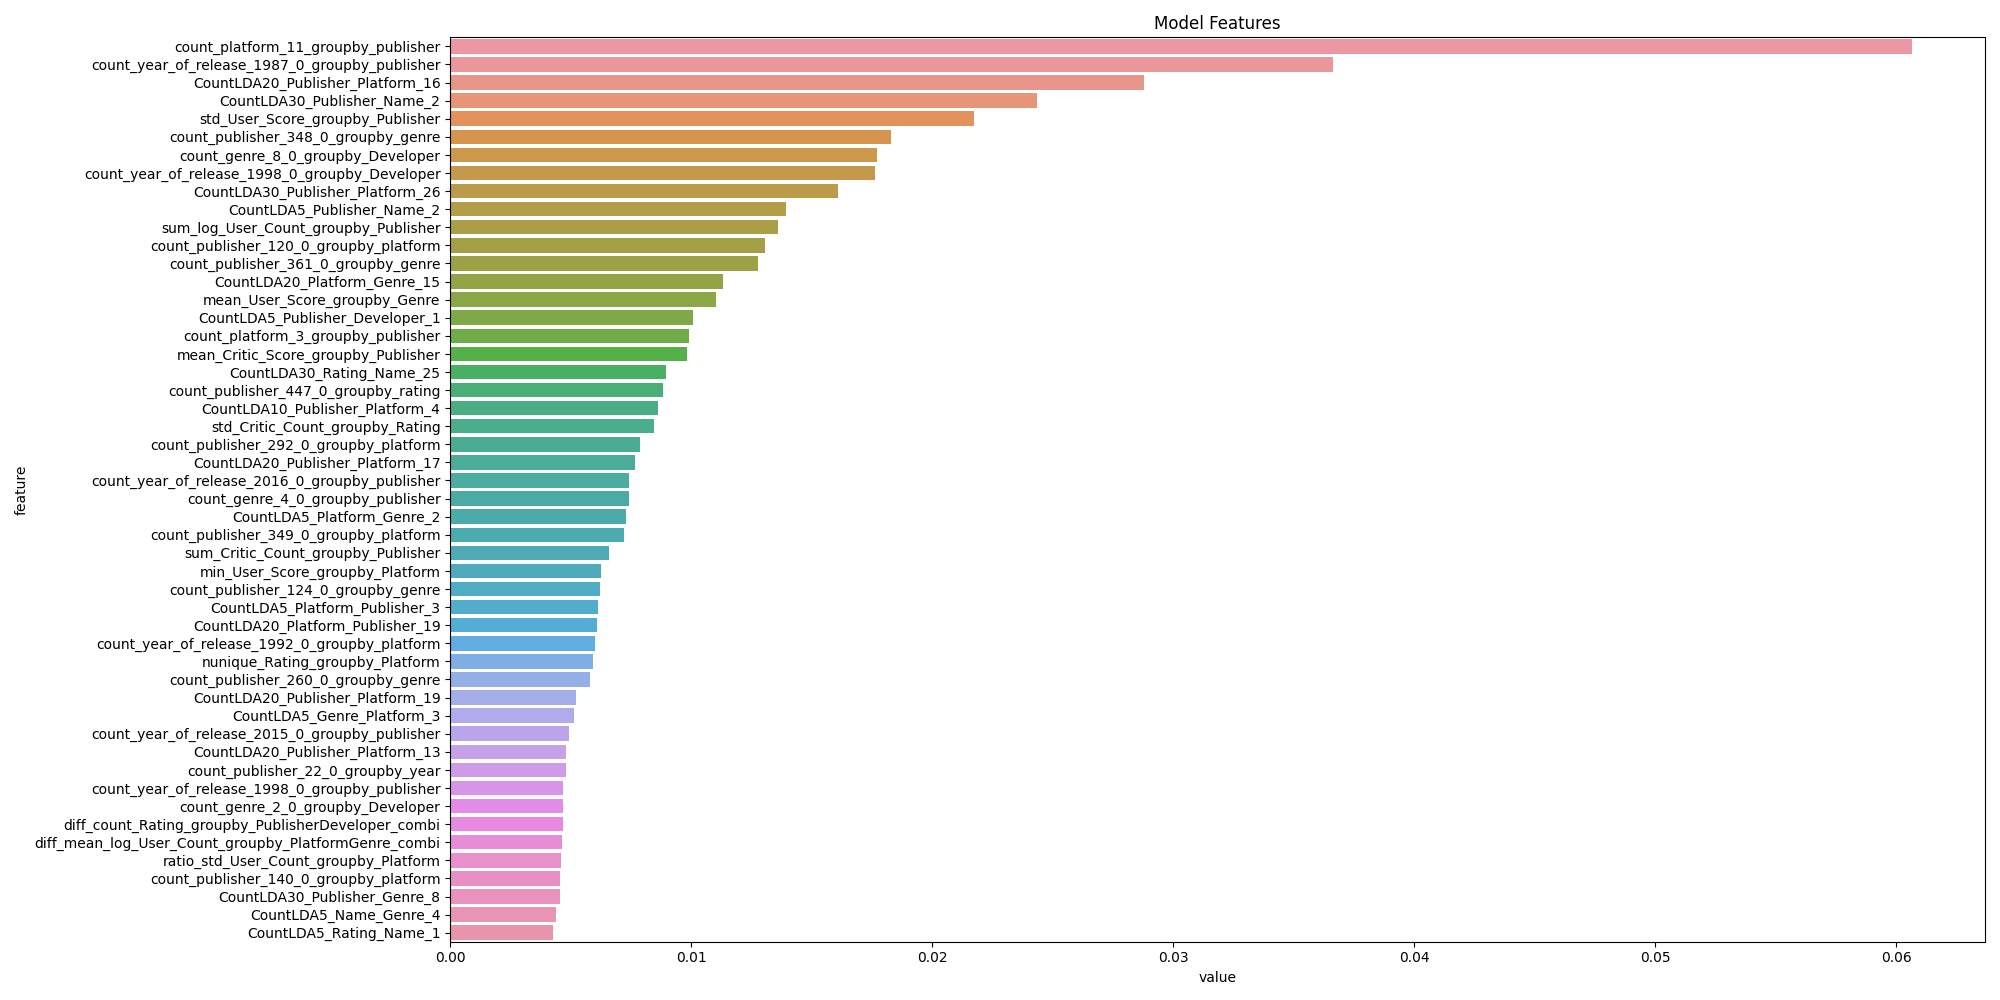 Model Features
count_platform_11_groupby_publisher
count_year_of_release_1987_0_groupby_publisher
CountLDA20_Publisher_Platform_16
CountLDA30_Publisher_Name_2
std_User_Score_groupby_Publisher
count_publisher_348_0_groupby_genre
count_genre_8_0_groupby_Developer
count_year_of_release_1998_0_groupby_Developer
CountLDA30_Publisher_Platform_26
CountLDA5_Publisher_Name_2
sum_log_User_Count_groupby_Publisher
count_publisher_120_0_groupby_platform
count_publisher_361_0_groupby_genre
CountLDA20_Platform_Genre_15
mean_User_Score_groupby_Genre
CountLDA5_Publisher_Developer_1
count_platform_3_groupby_publisher
mean_Critic_Score_groupby_Publisher
CountLDA30_Rating_Name_25
count_publisher_447_0_groupby_rating
CountLDA10_Publisher_Platform_4
std_Critic_Count_groupby_Rating
count_publisher_292_0_groupby_platform
CountLDA20_Publisher_Platform_17
count_year_of_release_2016_0_groupby_publisher
count_genre_4_0_groupby_publisher
CountLDA5_Platform_Genre_2
count_publisher_349_0_groupby_platform
sum_Critic_Count_groupby_Publisher
min_User_Score_groupby_Platform
count_publisher_124_0_groupby_genre
CountLDA5_Platform_Publisher_3
CountLDA20_Platform_Publisher_19
count_year_of_release_1992_0_groupby_platform
nunique_Rating_groupby_Platform
count_publisher_260_0_groupby_genre
CountLDA20_Publisher_Platform_19
CountLDA5_Genre_Platform_3
count_year_of_release_2015_0_groupby_publisher
CountLDA20_Publisher_Platform_13
count_publisher_22_0_groupby_year
count_year_of_release_1998_0_groupby_publisher
count_genre_2_0_groupby_Developer
diff_count_Rating_groupby_PublisherDeveloper_combi
diff_mean_log_User_Count_groupby_PlatformGenre_combi
ratio_std_User_Count_groupby_Platform
count_publisher_140_0_groupby_platform
CountLDA30_Publisher_Genre_8
CountLDA5_Name_Genre_4
CountLDA5_Rating_Name_1
feature
0.00 0.01 0.02 0.03 0.04 0.05 0.06
value